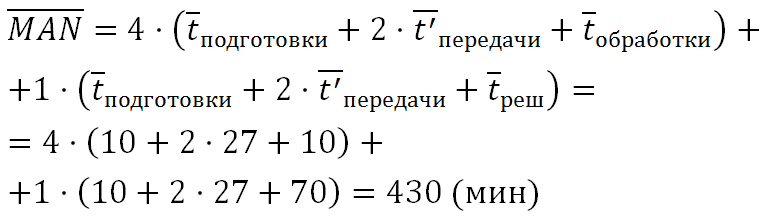 M̅A̅N̅ = 4 · (t̅подготовки + 2 · t̅′передачи + t̅обработки) +
+1 · (t̅подготовки + 2 · t̅′передачи + t̅реш) =
= 4 · (10 + 2 · 27 + 10) +
+1 · (10 + 2 · 27 + 70) = 430 (мин)